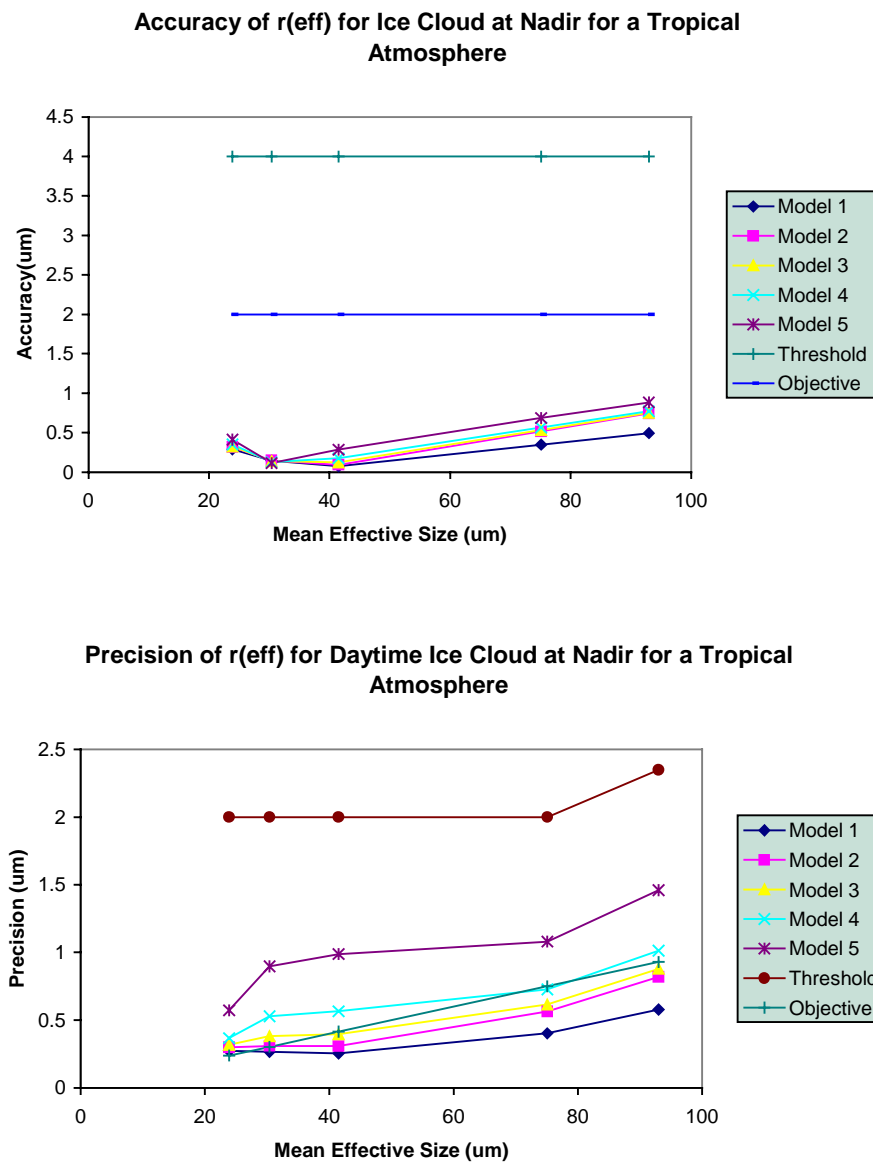 Accuracy of r(eff) for Ice Cloud at Nadir for a Tropical
Atmosphere
4.5
4
3.5
3
2.5
2
1.5
1
0.5
0
0
20
40
60
80
100
Accuracy(um)
Mean Effective Size (um)
Model 1
Model 2
Model 3
Model 4
Model 5
Threshold
Objective
Precision of r(eff) for Daytime Ice Cloud at Nadir for a Tropical
Atmosphere
2.5
2
1.5
1
0.5
0
0
20
40
60
80
100
Precision (um)
Mean Effective Size (um)
Model 1
Model 2
Model 3
Model 4
Model 5
Threshold
Objective